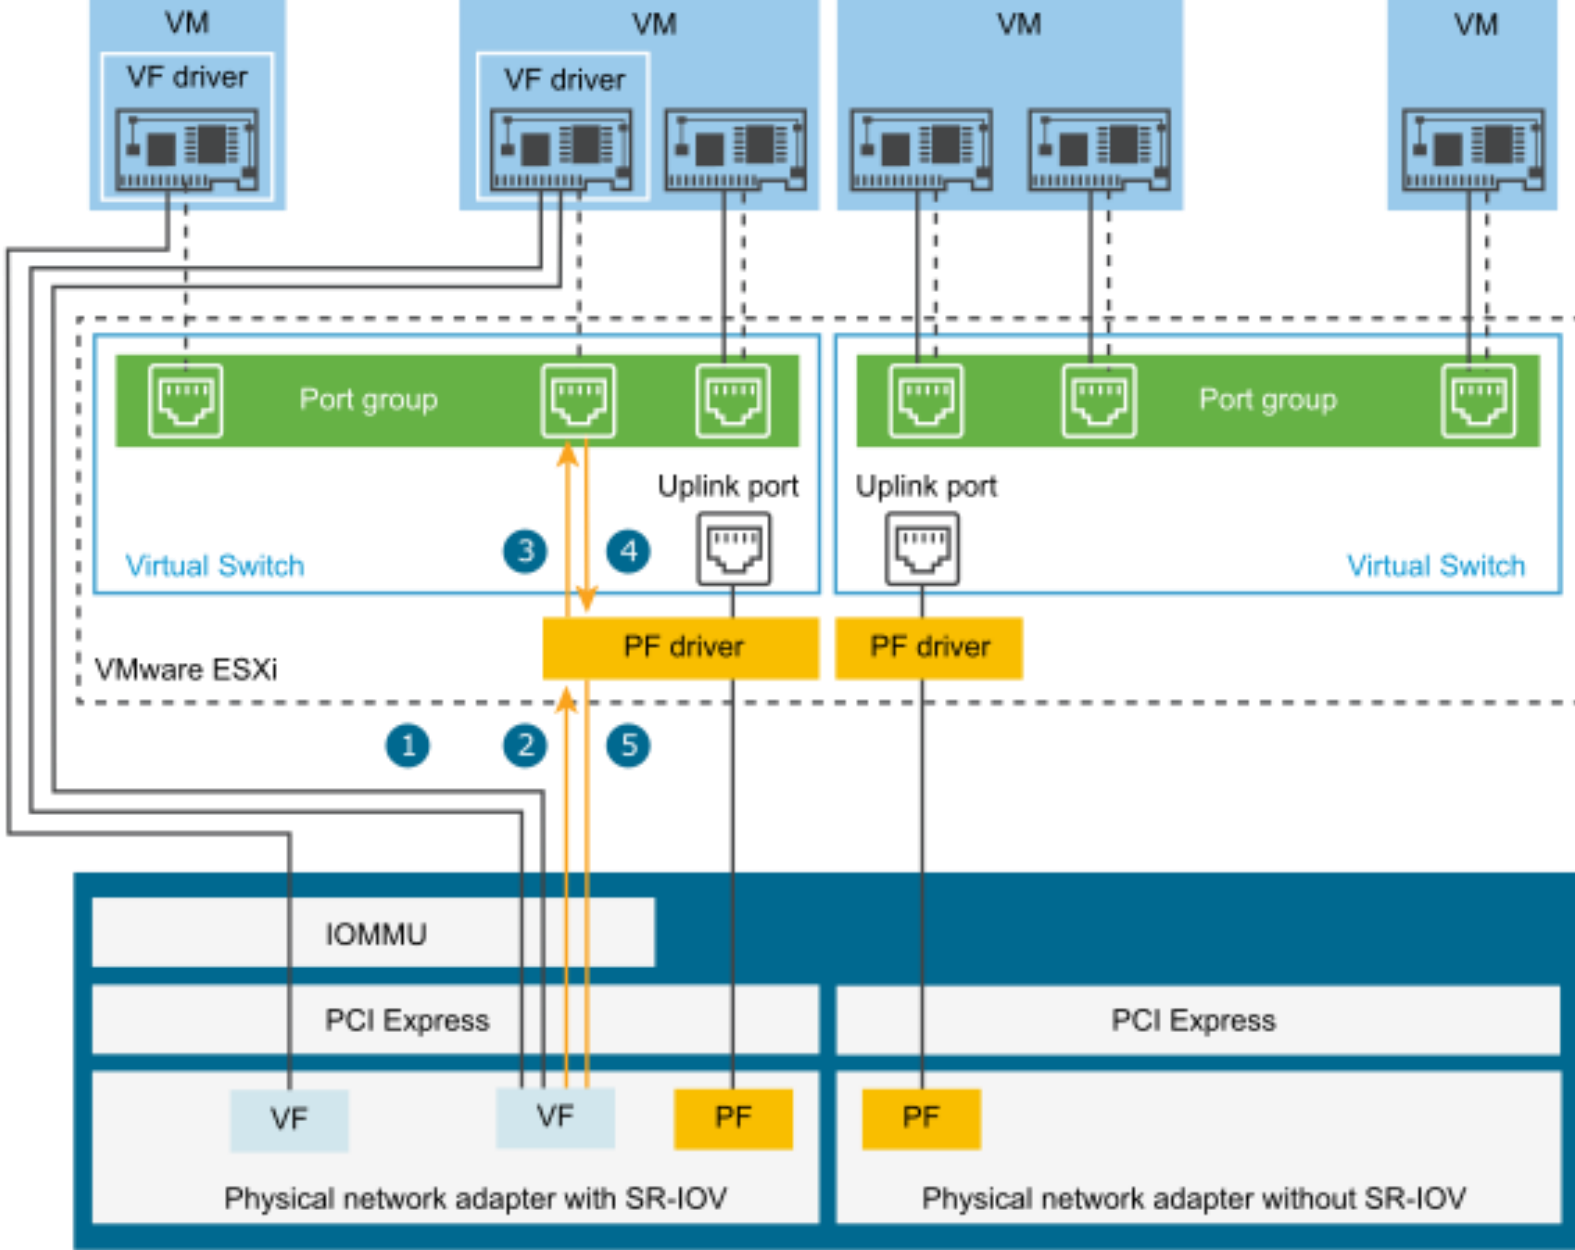 VM
VM
VM
VM
VF driver
VF driver
Port group
Port group
Uplink port
Uplink port
3
4
Virtual Switch
Virtual Switch
PF driver
PF driver
VMware ESXi
1
2
5
IOMMU
PCI Express
PCI Express
VF
VF
PF
PF
Physical network adapter with SR-IOV
Physical network adapter without SR-IOV